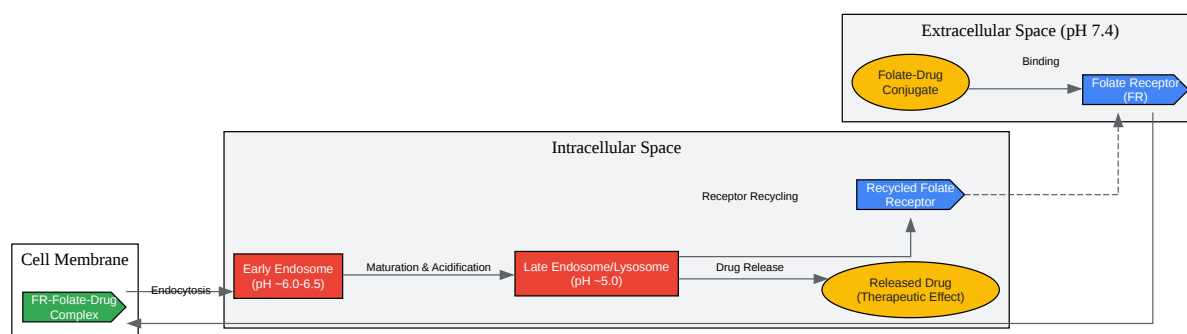 Extracellular Space (pH 7.4)
Folate-Drug
Conjugate
Binding
Folate Receptor
(FR)
Intracellular Space
Receptor Recycling
Recycled Folate
Receptor
Cell Membrane
FR-Folate-Drug
Complex
Endocytosis
Early Endosome
(pH ~6.0-6.5)
Maturation & Acidification
Late Endosome/Lysosome
(pH ~5.0)
Drug Release
Released Drug
(Therapeutic Effect)